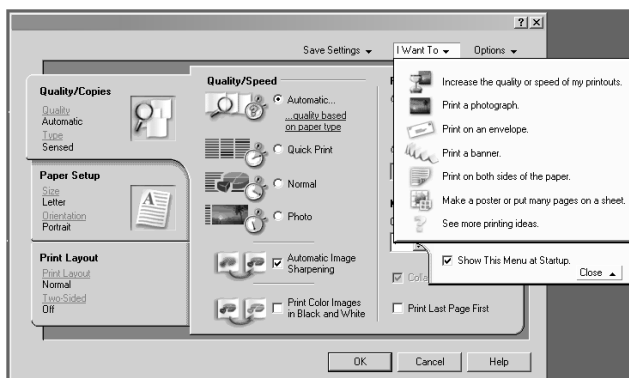 Save Settings
I Want To
Options
Quality/Copies
Quality
Automatic
Type
Sensed
Paper Setup
Size
Letter
Orientation
Portrait
Print Layout
Print Layout
Normal
Two-Sided
Off
Quality/Speed
Automatic...
...quality based
on paper type
Quick Print
Normal
Photo
Automatic Image
Sharpening
Print Color Images
in Black and White
Increase the quality or speed of my printouts.
Print a photograph.
Print on an envelope.
Print a banner.
Print on both sides of the paper.
Make a poster or put many pages on a sheet.
See more printing ideas.
Show This Menu at Startup.
Close
Print Last Page First
OK
Cancel
Help